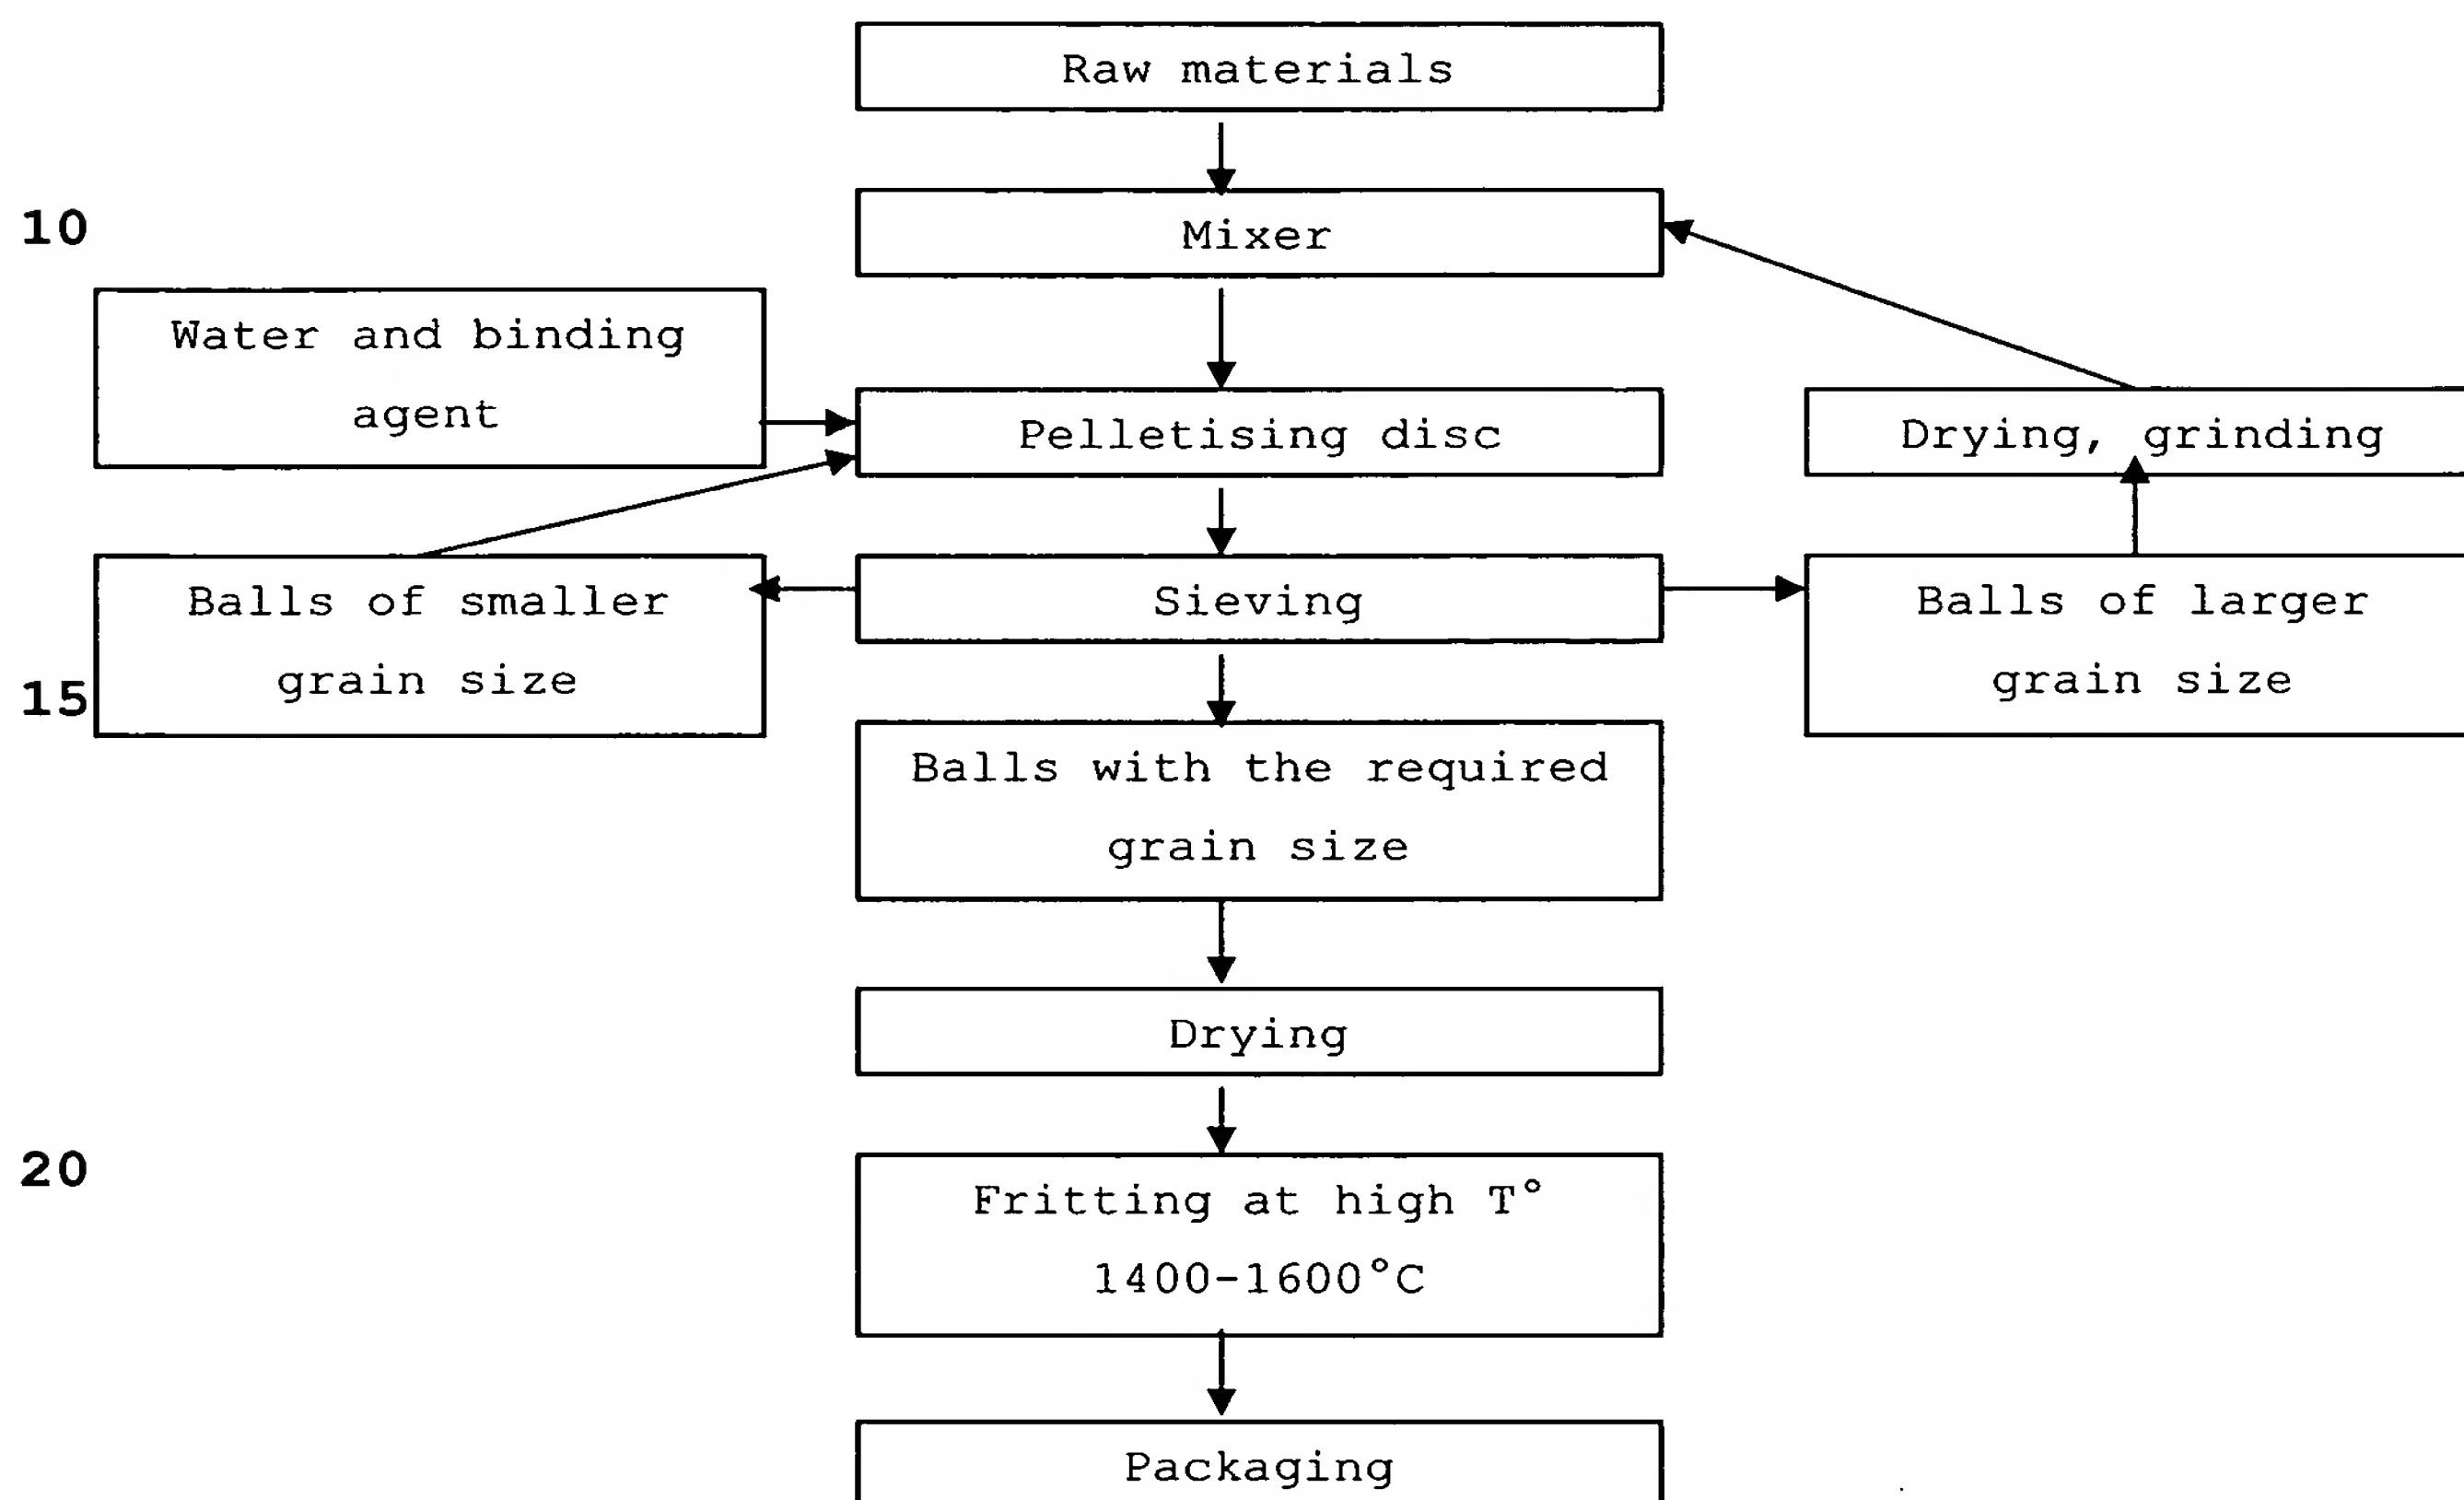 Raw materials
10
Mixer
Water and binding
agent
Pelletising disc
Drying, grinding
Balls of smaller
grain size
Sieving
Balls of larger
grain size
15
Balls with the required
grain size
Drying
20
Fritting at high T°
1400-1600°C
Packaging